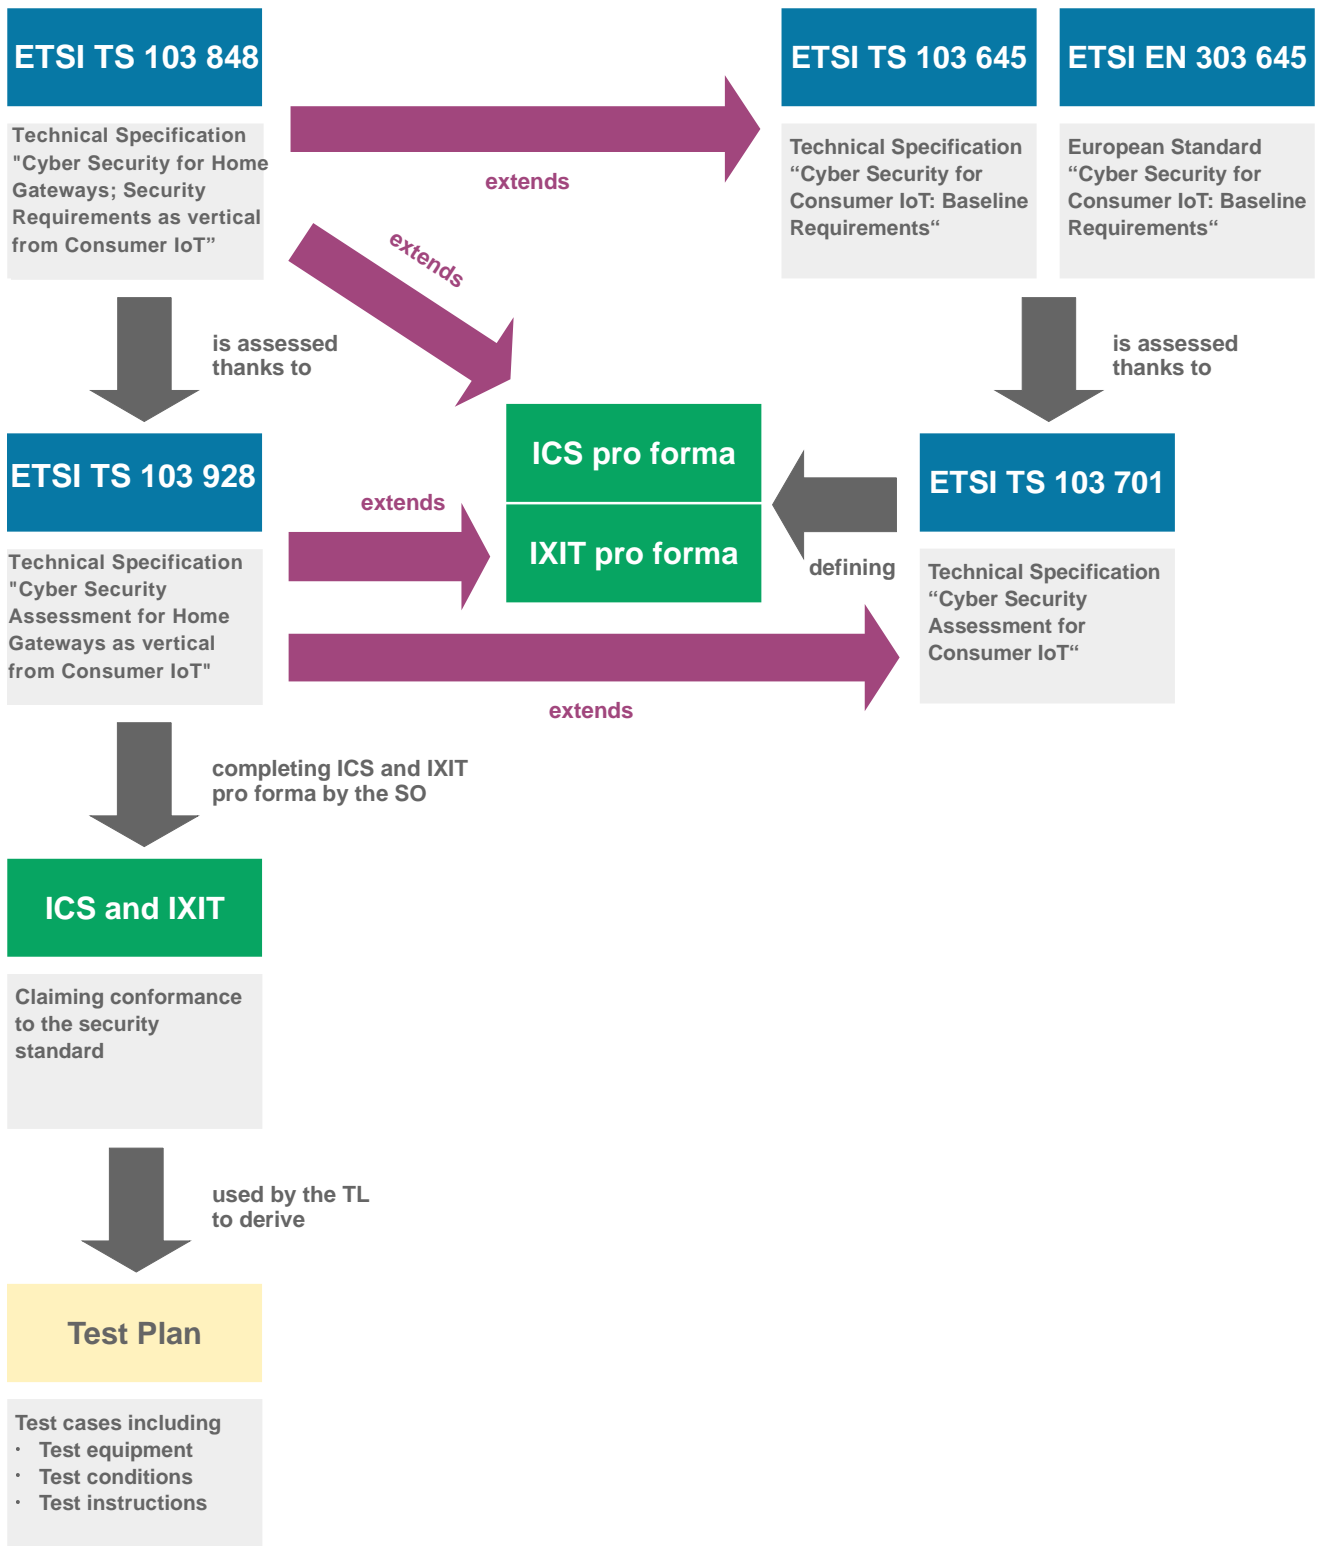 ETSI TS 103 848
Technical Specification
"Cyber Security for Home
Gateways; Security
Requirements as vertical
from Consumer IoT”
extends
ETSI TS 103 645
Technical Specification
“Cyber Security for
Consumer IoT: Baseline
Requirements“
ETSI EN 303 645
European Standard
“Cyber Security for
Consumer IoT: Baseline
Requirements“
extends
is assessed
thanks to
is assessed
thanks to
ETSI TS 103 928
Technical Specification
"Cyber Security
Assessment for Home
Gateways as vertical
from Consumer IoT"
extends
ICS pro forma
IXIT pro forma
defining
ETSI TS 103 701
Technical Specification
“Cyber Security
Assessment for
Consumer IoT“
extends
completing ICS and IXIT
pro forma by the SO
ICS and IXIT
Claiming conformance
to the security
standard
used by the TL
to derive
Test Plan
Test cases including
· Test equipment
· Test conditions
· Test instructions